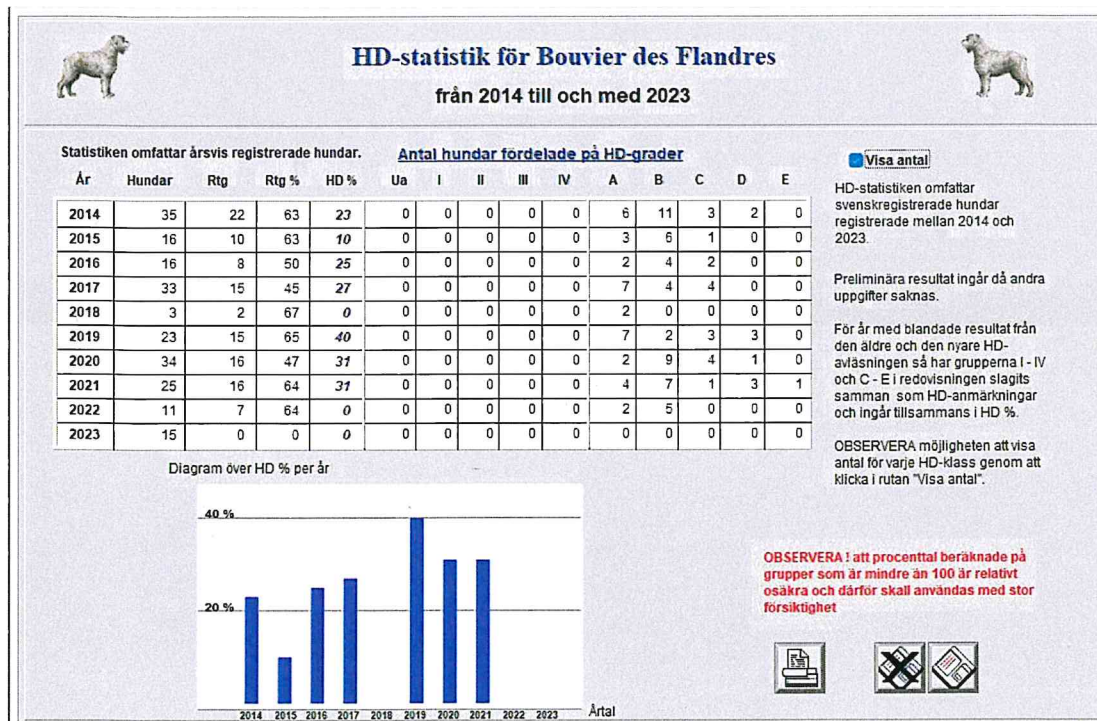 HD-statistik för Bouvier des Flandres
från 2014 till och med 2023
Statistiken omfattar årsvis registrerade hundar. Antal hundar fördelade på HD-grader
År Hundar Rtg Rtg % HD % Ua I II III IV A B C D E
2014 35 22 63 23 0 0 0 0 0 6 11 3 2 0
2015 16 10 63 10 0 0 0 0 0 3 6 1 0 0
2016 16 8 50 25 0 0 0 0 0 2 4 2 0 0
2017 33 15 45 27 0 0 0 0 0 7 4 4 0 0
2018 3 2 67 0 0 0 0 0 0 2 0 0 0 0
2019 23 15 65 40 0 0 0 0 0 7 2 3 3 0
2020 34 16 47 31 0 0 0 0 0 2 9 4 1 0
2021 25 16 64 31 0 0 0 0 0 4 7 1 3 1
2022 11 7 64 0 0 0 0 0 0 2 5 0 0 0
2023 15 0 0 0 0 0 0 0 0 0 0 0 0 0
Visa antal
HD-statistiken omfattar
svenskregistrerade hundar
registrerade mellan 2014 och
2023.
Preliminära resultat ingår då andra
uppgifter saknas.
För år med blandade resultat från
den äldre och den nyare HD-
avläsningen så har grupperna I - IV
och C - E i redovisningen slagits
samman som HD-anmärkningar
och ingår tillsammans i HD %.
OBSERVERA möjligheten att visa
antal för varje HD-klass genom att
klicka i rutan "Visa antal".
Diagram över HD % per år
40 %
20 %
2014 2015 2016 2017 2018 2019 2020 2021 2022 2023 Årtal
OBSERVERA ! att procenttal beräknade på
grupper som är mindre än 100 är relativt
osäkra och därför skall användas med stor
försiktighet